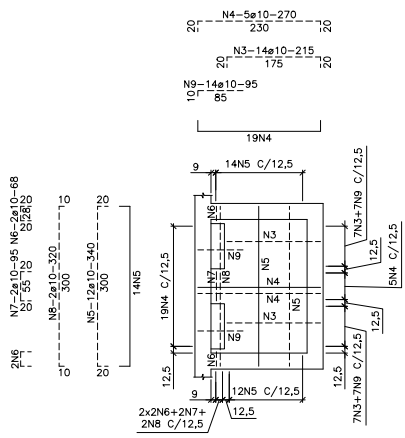 N4-5ø10-270
20 230 20
N3-14ø10-215
20 175 20
N9-14ø10-95
10 85
19N4
9
14N5 C/12,5
N6-2ø10-68
20 28 20
N7-2ø10-95
20 55 20
2N6
N8-2ø10-320
10 300 10
N5-12ø10-340
20 300 20
14N5
19N4 C/12,5
12,5
N6
N3
N9
N7
N8
N5
N4
N4
N5
N3
N9
N6
7N3+7N9 C/12,5
12,5
5N4 C/12,5
12,5
12,5
7N3+7N9 C/12,5
9
12N5 C/12,5
2x2N6+2N7+
2N8 C/12,5
12,5